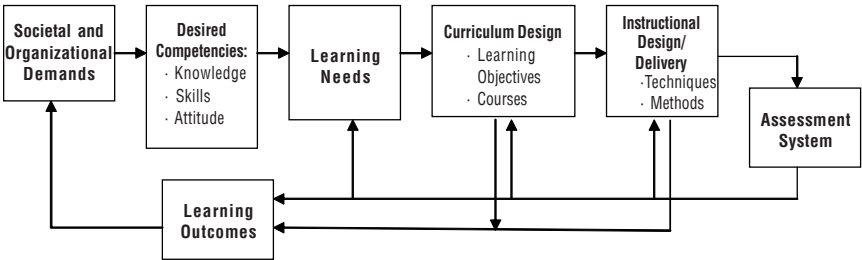 Societal and
Organizational
Demands
Desired
Competencies:
· Knowledge
· Skills
· Attitude
Learning
Needs
Curriculum Design
· Learning
Objectives
· Courses
Instructional
Design/
Delivery
·Techniques
· Methods
Assessment
System
Learning
Outcomes